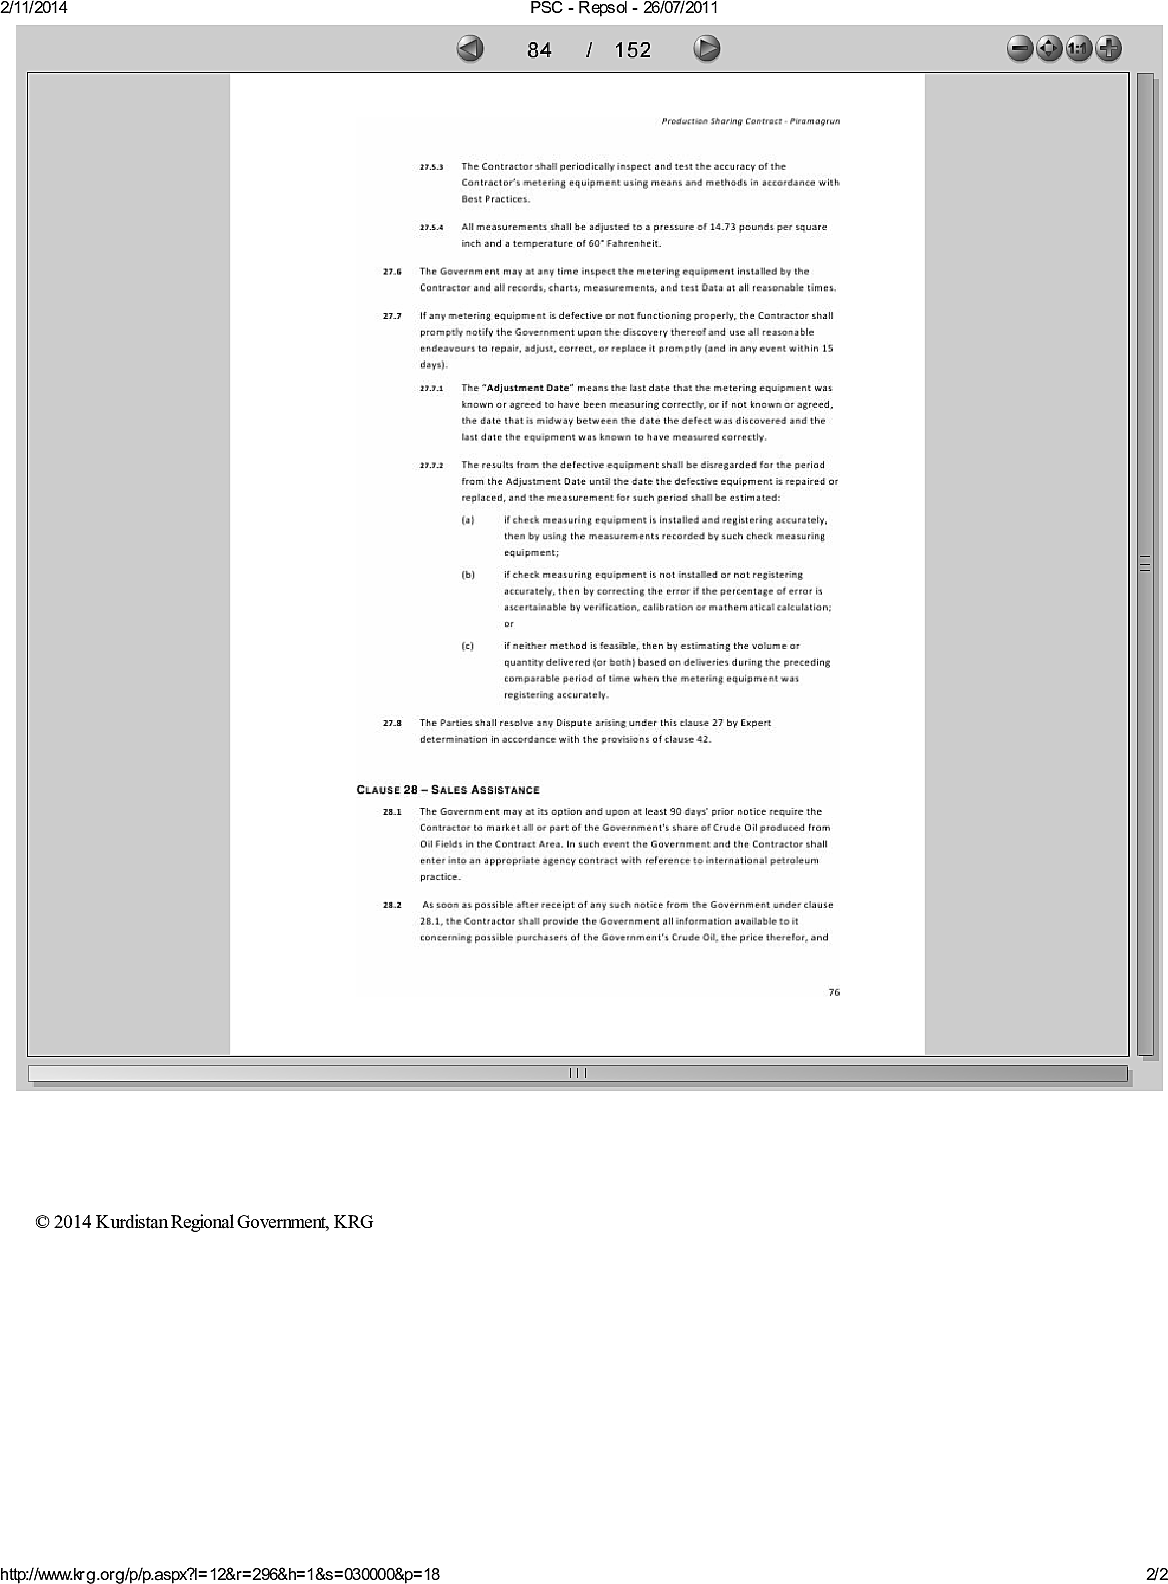 2/11/2014
PSC - Repsol - 26/07/2011
84 / 152
1:1
Production Sharing Contract - Piramagrun
27.5.3 The Contractor shall periodically inspect and test the accuracy of the
Contractor's metering equipment using means and methods in accordance with
Best Practices.
27.5.4 All measurements shall be adjusted to a pressure of 14.73 pounds per square
inch and a temperature of 60° Fahrenheit.
27.6 The Government may at any time inspect the metering equipment installed by the
Contractor and all records, charts, measurements, and test Data at all reasonable times.
27.7 If any metering equipment is defective or not functioning properly, the Contractor shall
promptly notify the Government upon the discovery thereof and use all reasonable
endeavours to repair, adjust, correct, or replace it promptly (and in any event within 15
days).
27.7.1 The "Adjustment Date" means the last date that the metering equipment was
known or agreed to have been measuring correctly, or if not known or agreed,
the date that is midway between the date the defect was discovered and the
last date the equipment was known to have measured correctly.
27.7.2 The results from the defective equipment shall be disregarded for the period
from the Adjustment Date until the date the defective equipment is repaired or
replaced, and the measurement for such period shall be estimated:
(a) if check measuring equipment is installed and registering accurately,
then by using the measurements recorded by such check measuring
equipment;
(b) if check measuring equipment is not installed or not registering
accurately, then by correcting the error if the percentage of error is
ascertainable by verification, calibration or mathematical calculation;
or
(c) if neither method is feasible, then by estimating the volume or
quantity delivered (or both) based on deliveries during the preceding
comparable period of time when the metering equipment was
registering accurately.
27.8 The Parties shall resolve any Dispute arising under this clause 27 by Expert
determination in accordance with the provisions of clause 42.
CLAUSE 28 – SALES ASSISTANCE
28.1 The Government may at its option and upon at least 90 days' prior notice require the
Contractor to market all or part of the Government's share of Crude Oil produced from
Oil Fields in the Contract Area. In such event the Government and the Contractor shall
enter into an appropriate agency contract with reference to international petroleum
practice.
28.2 As soon as possible after receipt of any such notice from the Government under clause
28.1, the Contractor shall provide the Government all information available to it
concerning possible purchasers of the Government's Crude Oil, the price therefor, and
76
© 2014 Kurdistan Regional Government, KRG
http://www.krg.org/p/p.aspx?l=12&r=296&h=1&s=030000&p=18
2/2